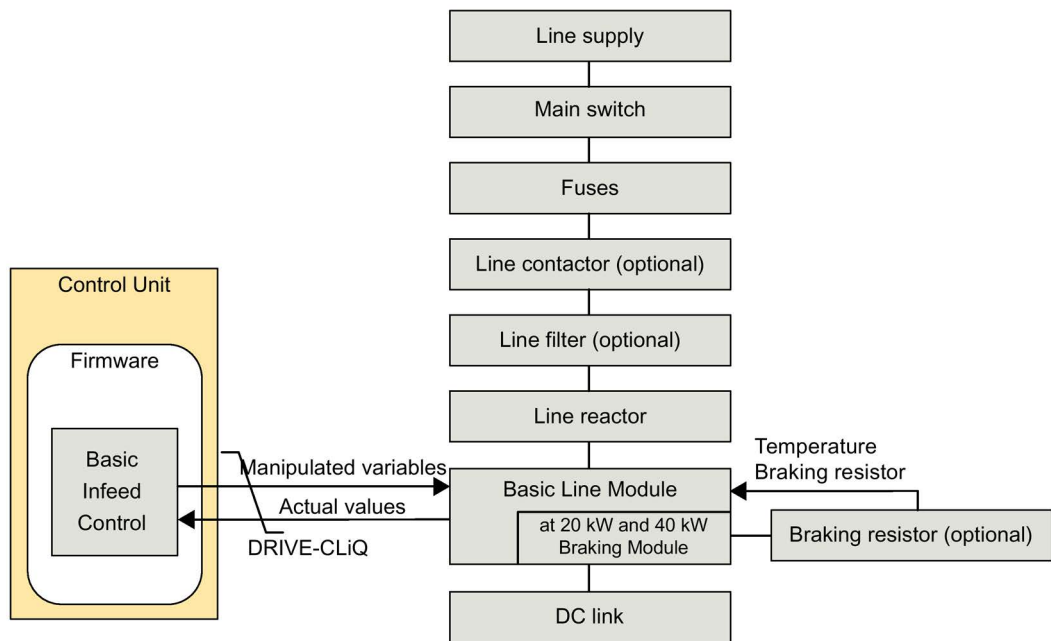 Line supply
Main switch
Fuses
Line contactor (optional)
Control Unit
Line filter (optional)
Firmware
Line reactor
Basic
Infeed
Control
Manipulated variables
Actual values
DRIVE-CLiQ
Basic Line Module
at 20 kW and 40 kW
Braking Module
Temperature
Braking resistor
Braking resistor (optional)
DC link